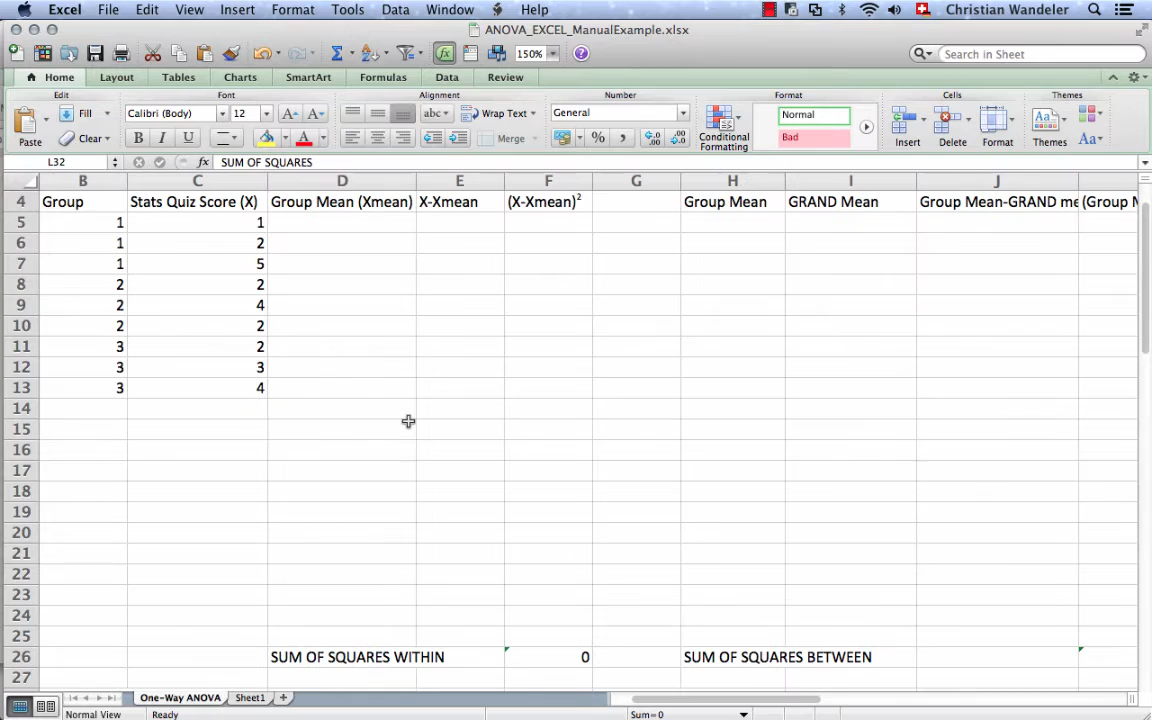 Excel File Edit View Insert Format Tools Data Window Help Christian Wandeler
ANOVA_EXCEL_ManualExample.xlsx
150% Search in Sheet
Home Layout Tables Charts SmartArt Formulas Data Review
Edit Font Alignment Number Format Cells Themes
Paste Fill Clear Calibri (Body) 12 A A abc Wrap Text General Conditional Formatting Normal Insert Delete Format Themes Aa
B I U A Merge % , .0 .00 Bad
L32 fx SUM OF SQUARES
B C D E F G H I J
4 Group Stats Quiz Score (X) Group Mean (Xmean) X-Xmean (X-Xmean)² Group Mean GRAND Mean Group Mean-GRAND me (Group M
5 1 1
6 1 2
7 1 5
8 2 2
9 2 4
10 2 2
11 3 2
12 3 3
13 3 4
14
15
16
17
18
19
20
21
22
23
24
25
26 SUM OF SQUARES WITHIN 0 SUM OF SQUARES BETWEEN
27
One-Way ANOVA Sheet1 +
Normal View Ready Sum=0